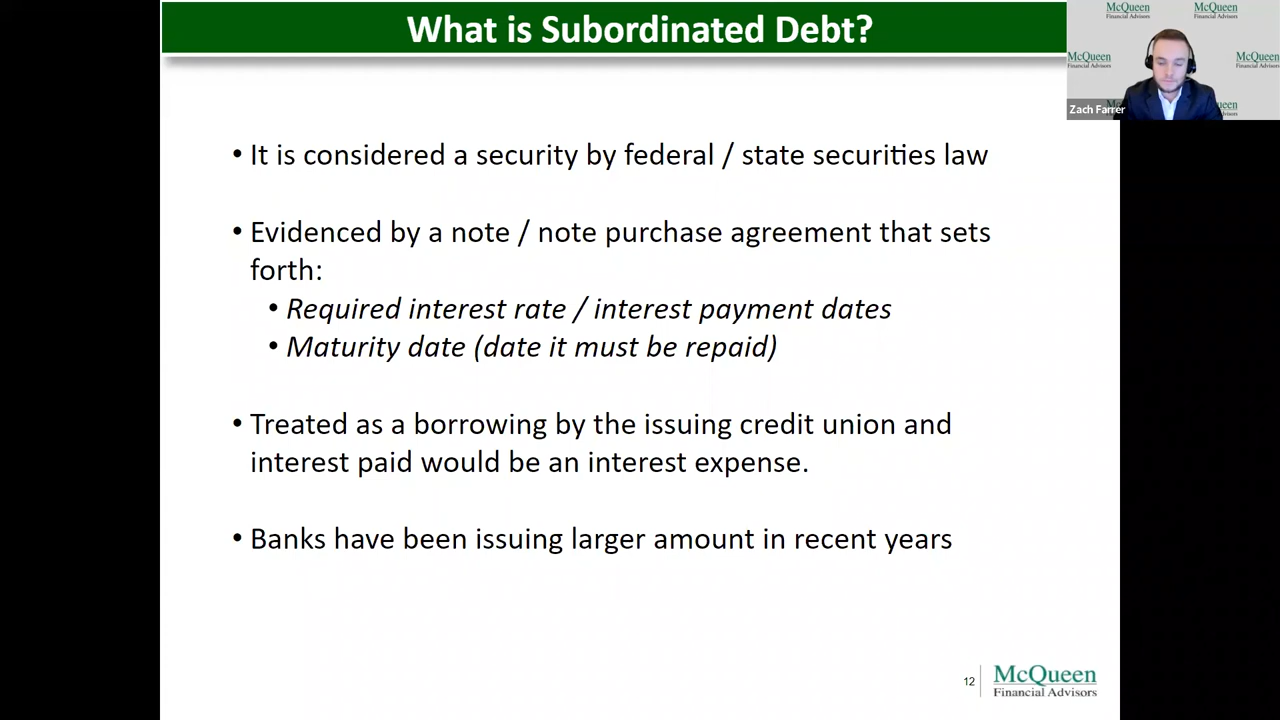 What is Subordinated Debt?
McQueen
Financial Advisors
McQueen
Financial Advisors
McQueen
Financial Advisors
McQueen
Financial Advisors
Zach Farrer
• It is considered a security by federal / state securities law
• Evidenced by a note / note purchase agreement that sets
forth:
• Required interest rate / interest payment dates
• Maturity date (date it must be repaid)
• Treated as a borrowing by the issuing credit union and
interest paid would be an interest expense.
• Banks have been issuing larger amount in recent years
12
McQueen
Financial Advisors